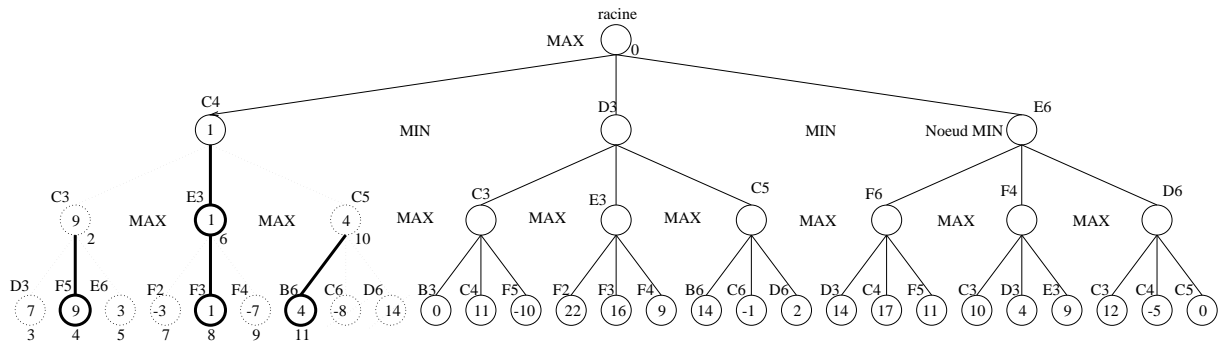 racine
MAX
0
C4
D3
E6
1
MIN
MIN
Noeud MIN
C3
E3
C5
C3
E3
C5
F6
F4
D6
9
MAX
1
MAX
4
MAX
MAX
MAX
MAX
MAX
MAX
2
6
10
D3 F5 E6 F2 F3 F4 B6 C6 D6 B3 C4 F5 F2 F3 F4 B6 C6 D6 D3 C4 F5 C3 D3 E3 C3 C4 C5
7 9 3 -3 1 -7 4 -8 14 0 11 -10 22 16 9 14 -1 2 14 17 11 10 4 9 12 -5 0
3 4 5 7 8 9 11